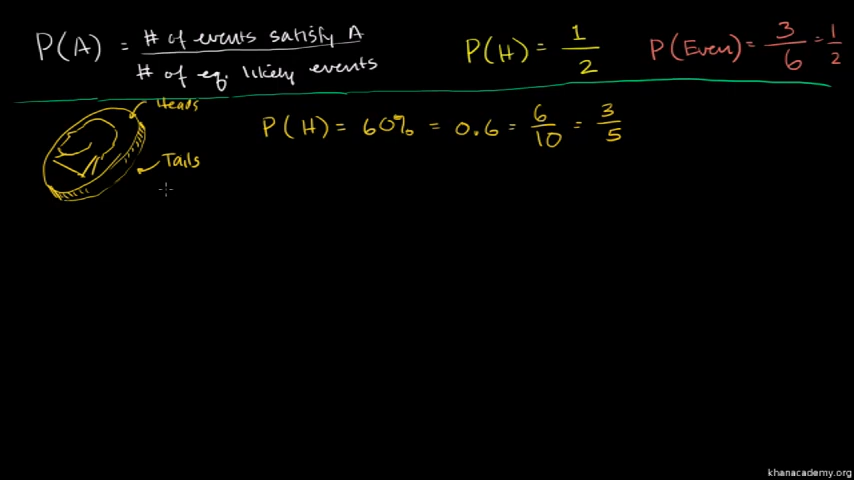 P(A) = # of events satisfy A / # of eq. likely events
P(H) = 1/2
P(Even) = 3/6 = 1/2
Heads
P(H) = 60% = 0.6 = 6/10 = 3/5
Tails
khanacademy.org